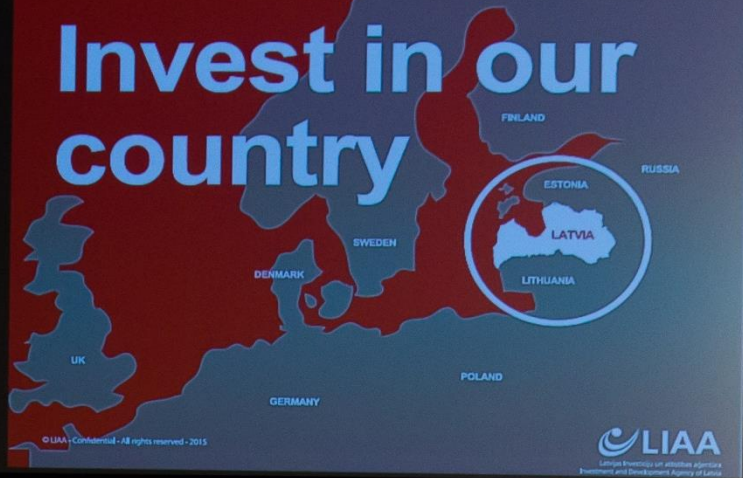 Invest in our
country
FINLAND
RUSSIA
ESTONIA
LATVIA
SWEDEN
DENMARK
LITHUANIA
UK
POLAND
GERMANY
© LIAA - Confidential - All rights reserved - 2015
LIAA
Latvijas Investīciju un attīstības aģentūra
Investment and Development Agency of Latvia